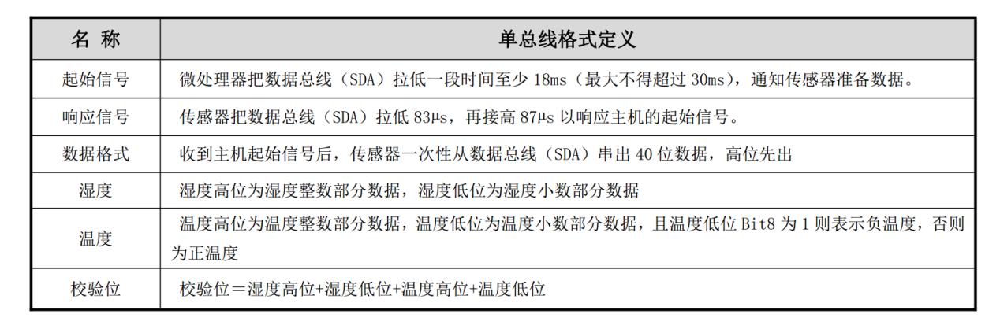 名 称 单总线格式定义
起始信号 微处理器把数据总线（SDA）拉低一段时间至少 18ms（最大不得超过 30ms），通知传感器准备数据。
响应信号 传感器把数据总线（SDA）拉低 83μs，再接高 87μs 以响应主机的起始信号。
数据格式 收到主机起始信号后，传感器一次性从数据总线（SDA）串出 40 位数据，高位先出
湿度 湿度高位为湿度整数部分数据，湿度低位为湿度小数部分数据
温度 温度高位为温度整数部分数据，温度低位为温度小数部分数据，且温度低位 Bit8 为 1 则表示负温度，否则
为正温度
校验位 校验位＝湿度高位+湿度低位+温度高位+温度低位